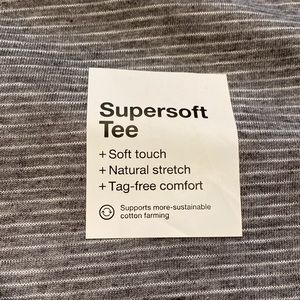 Supersoft
Tee
+ Soft touch
+ Natural stretch
+ Tag-free comfort
Supports more-sustainable
cotton farming